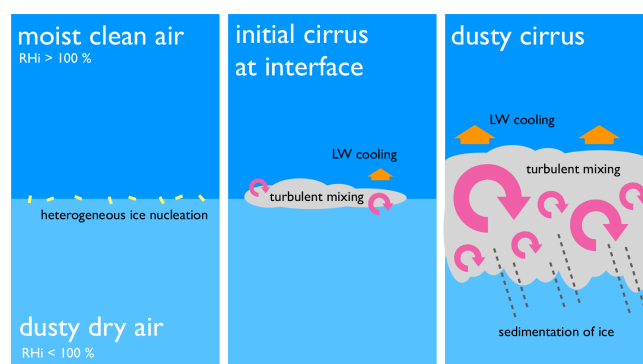 moist clean air
RHi > 100 %
heterogeneous ice nucleation
dusty dry air
RHi < 100 %
initial cirrus
at interface
LW cooling
turbulent mixing
dusty cirrus
LW cooling
turbulent mixing
sedimentation of ice